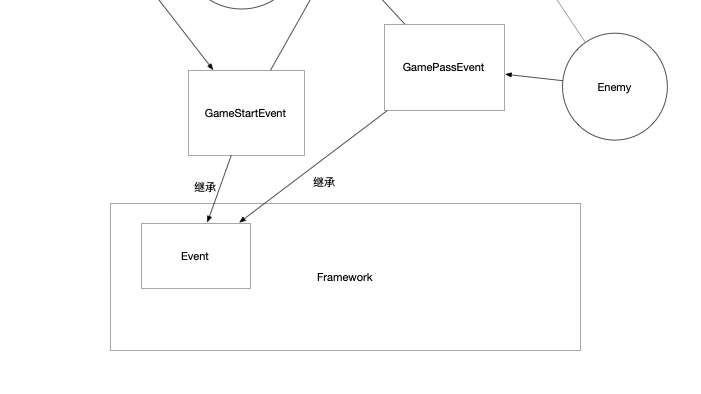 GamePassEvent
Enemy
GameStartEvent
继承
继承
Event
Framework